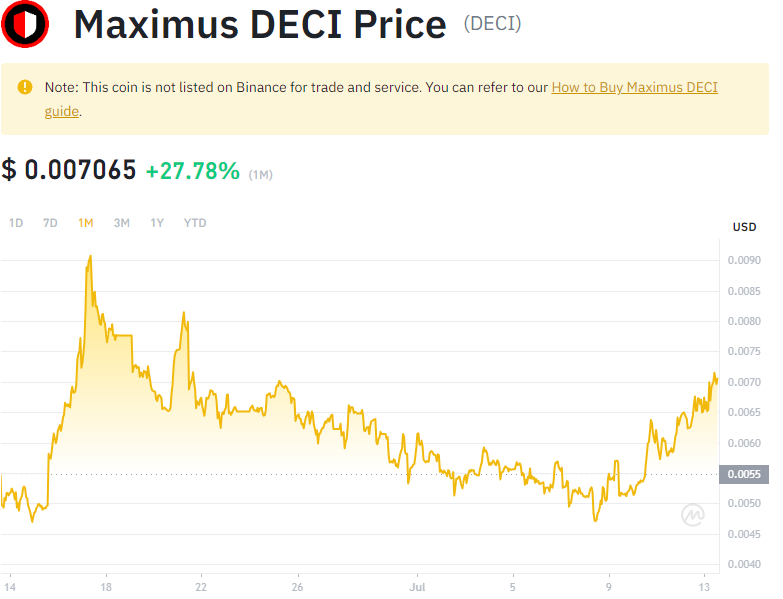 Maximus DECI Price (DECI)
Note: This coin is not listed on Binance for trade and service. You can refer to our How to Buy Maximus DECI
guide.
$ 0.007065 +27.78% (1M)
1D 7D 1M 3M 1Y YTD
USD
0.0090
0.0085
0.0080
0.0075
0.0070
0.0065
0.0060
0.0055
0.0050
0.0045
0.0040
14 18 22 26 Jul 5 9 13